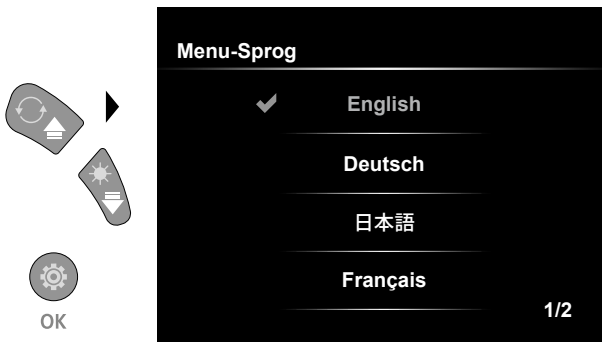 Menu-Sprog
English
Deutsch
日本語
Français
1/2
OK